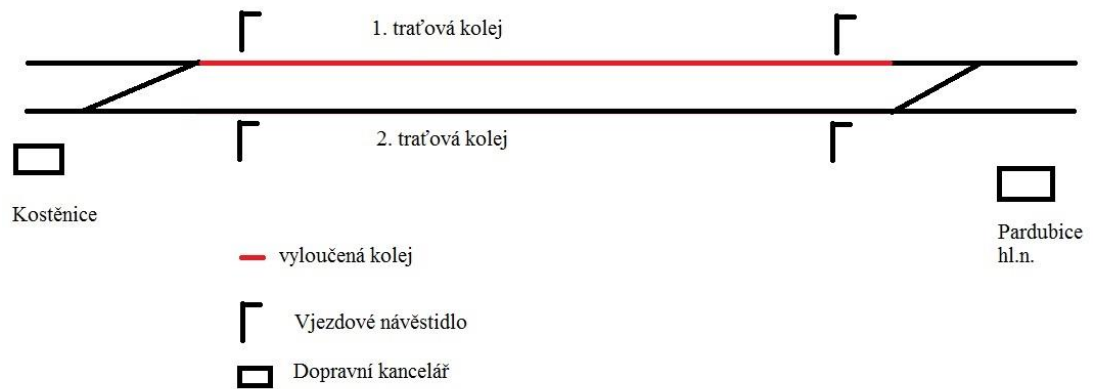 1. traťová kolej
2. traťová kolej
Kostěnice
Pardubice
hl.n.
vyloučená kolej
Vjezdové návěstidlo
Dopravní kancelář